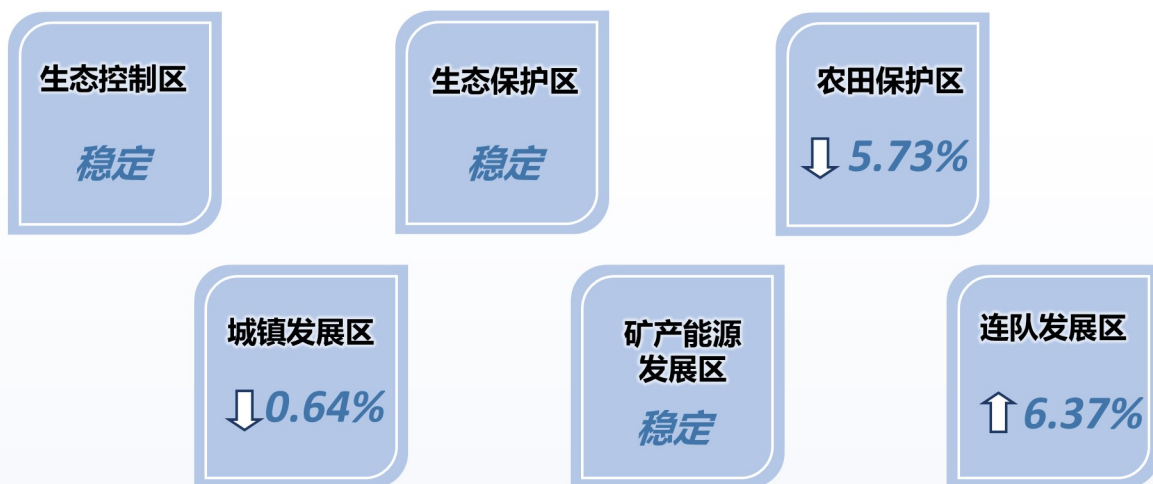 生态控制区
稳定
生态保护区
稳定
农田保护区
5.73%
城镇发展区
0.64%
矿产能源
发展区
稳定
连队发展区
6.37%